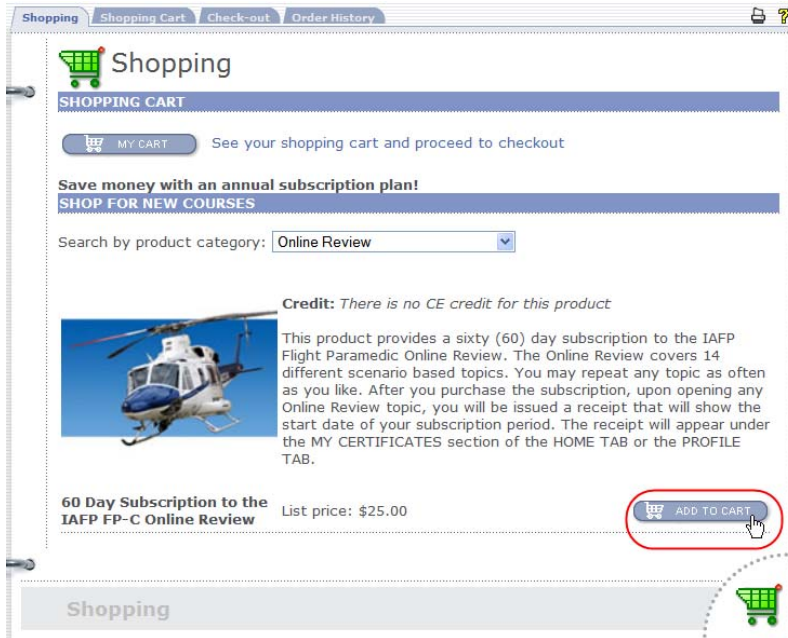 Shopping Shopping Cart Check-out Order History ?
Shopping
SHOPPING CART
MY CART See your shopping cart and proceed to checkout
Save money with an annual subscription plan!
SHOP FOR NEW COURSES
Search by product category: Online Review
Credit: There is no CE credit for this product
This product provides a sixty (60) day subscription to the IAFP
Flight Paramedic Online Review. The Online Review covers 14
different scenario based topics. You may repeat any topic as often
as you like. After you purchase the subscription, upon opening any
Online Review topic, you will be issued a receipt that will show the
start date of your subscription period. The receipt will appear under
the MY CERTIFICATES section of the HOME TAB or the PROFILE
TAB.
60 Day Subscription to the
IAFP FP-C Online Review
List price: $25.00
ADD TO CART
Shopping